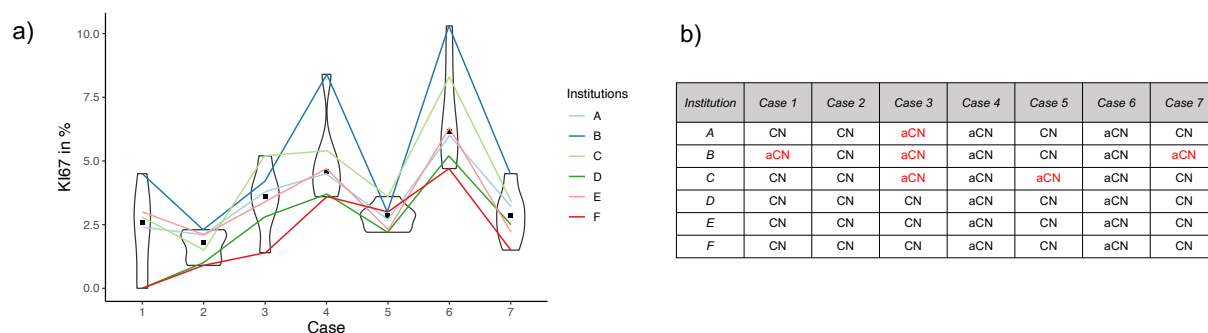 a)
KI67 in %
10.0
7.5
5.0
2.5
0.0
1 2 3 4 5 6 7
Case
Institutions
A
B
C
D
E
F
b)
Institution Case 1 Case 2 Case 3 Case 4 Case 5 Case 6 Case 7
A CN CN aCN aCN CN aCN CN
B aCN CN aCN aCN CN aCN aCN
C CN CN aCN aCN aCN aCN CN
D CN CN CN aCN CN aCN CN
E CN CN CN aCN CN aCN CN
F CN CN CN aCN CN aCN CN